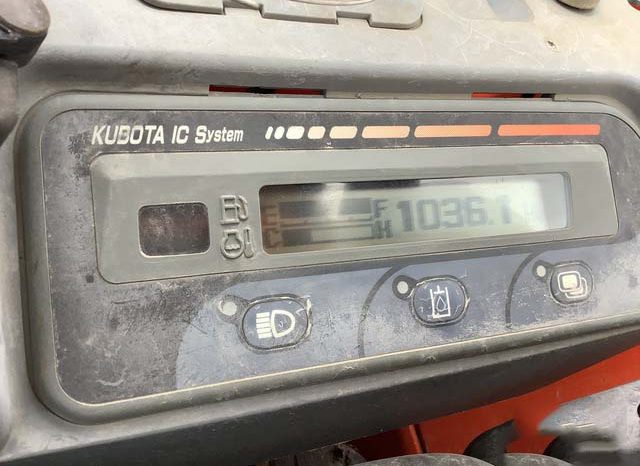 KUBOTA IC System
E F 1036.1
C H